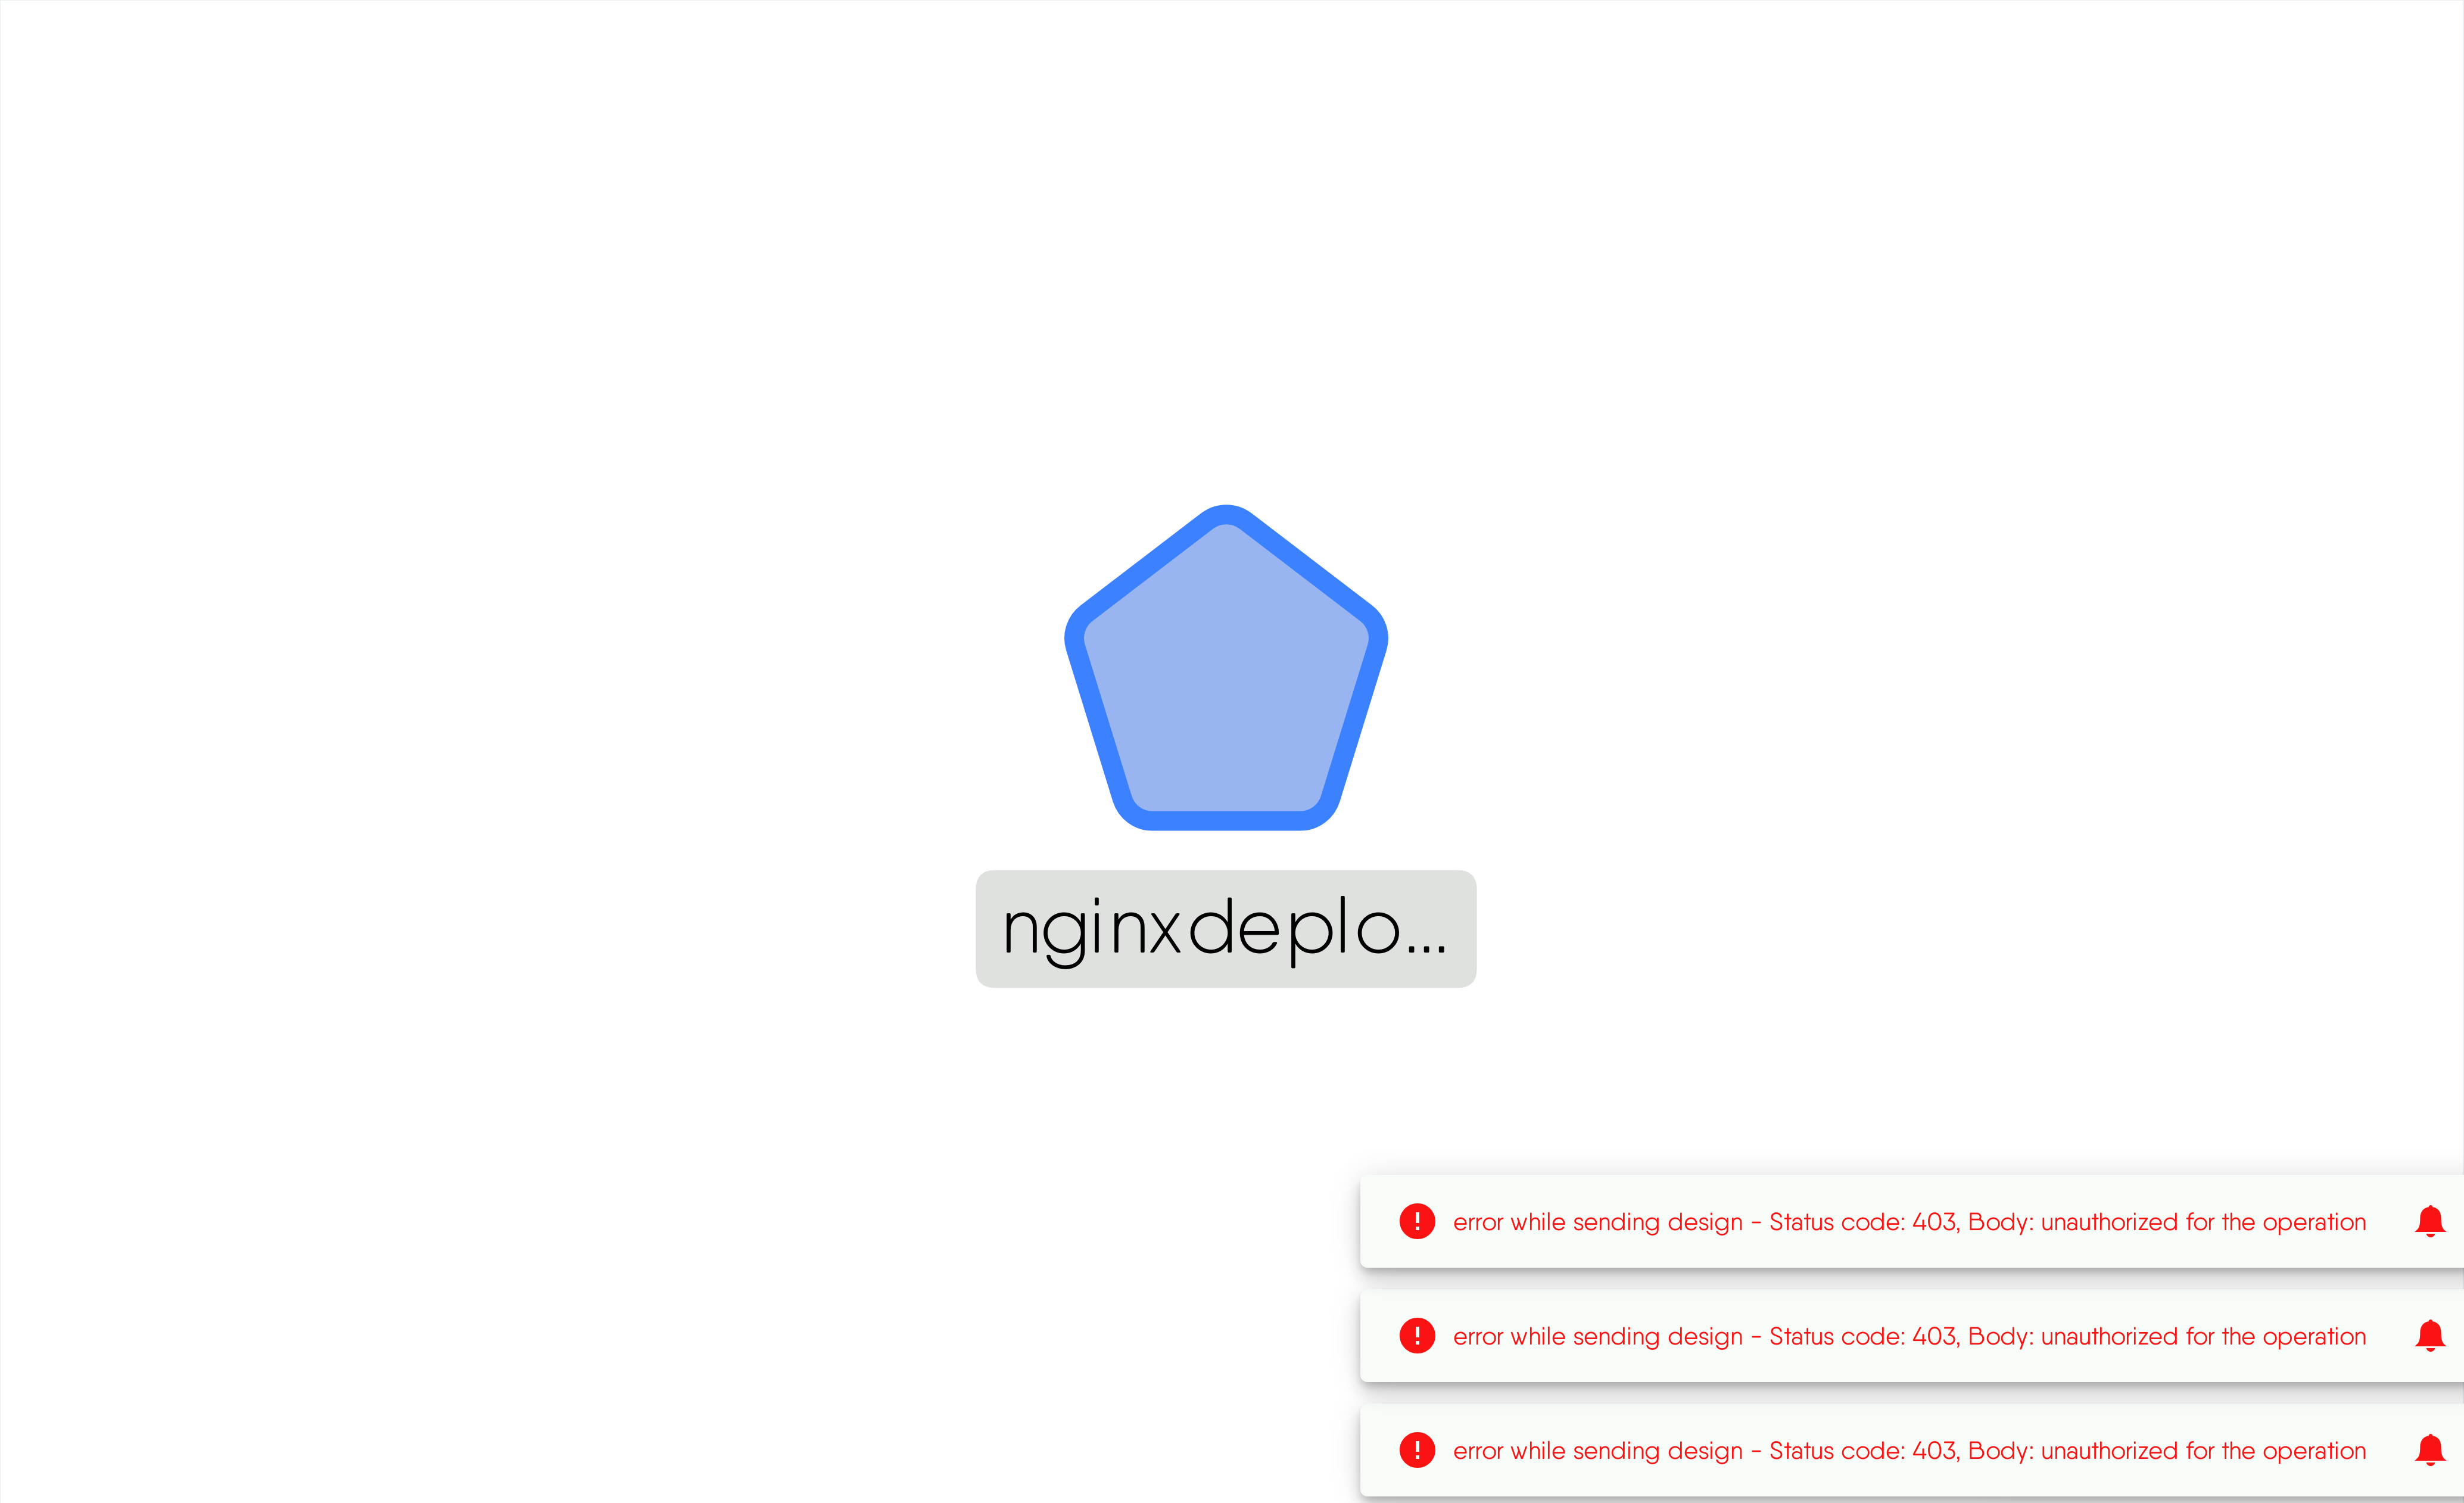 nginxdeplo...
error while sending design - Status code: 403, Body: unauthorized for the operation
error while sending design - Status code: 403, Body: unauthorized for the operation
error while sending design - Status code: 403, Body: unauthorized for the operation